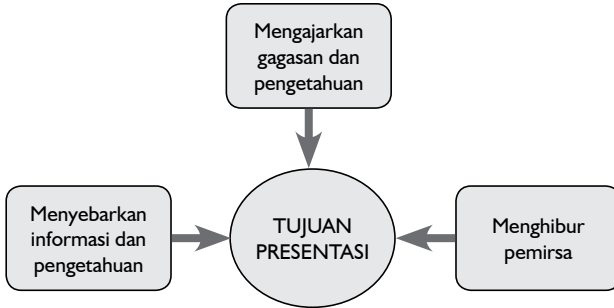 Mengajarkan
gagasan dan
pengetahuan
Menyebarkan
informasi dan
pengetahuan
TUJUAN
PRESENTASI
Menghibur
pemirsa